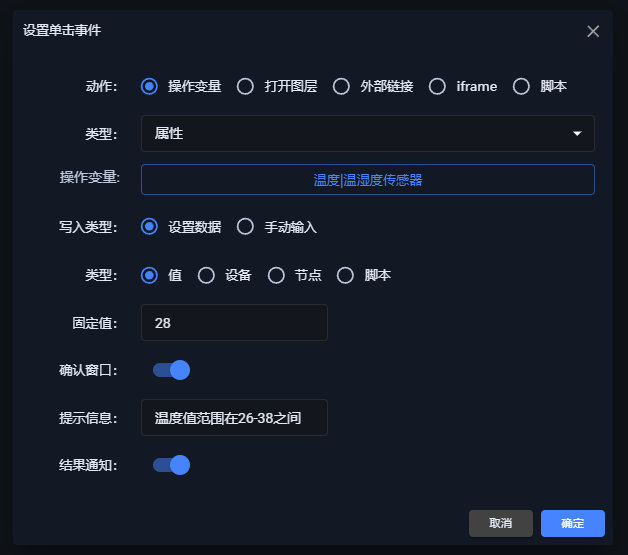 设置单击事件
动作: 操作变量 打开图层 外部链接 iframe 脚本
类型: 属性
操作变量: 温度|温湿度传感器
写入类型: 设置数据 手动输入
类型: 值 设备 节点 脚本
固定值: 28
确认窗口:
提示信息: 温度值范围在26-38之间
结果通知:
取消 确定